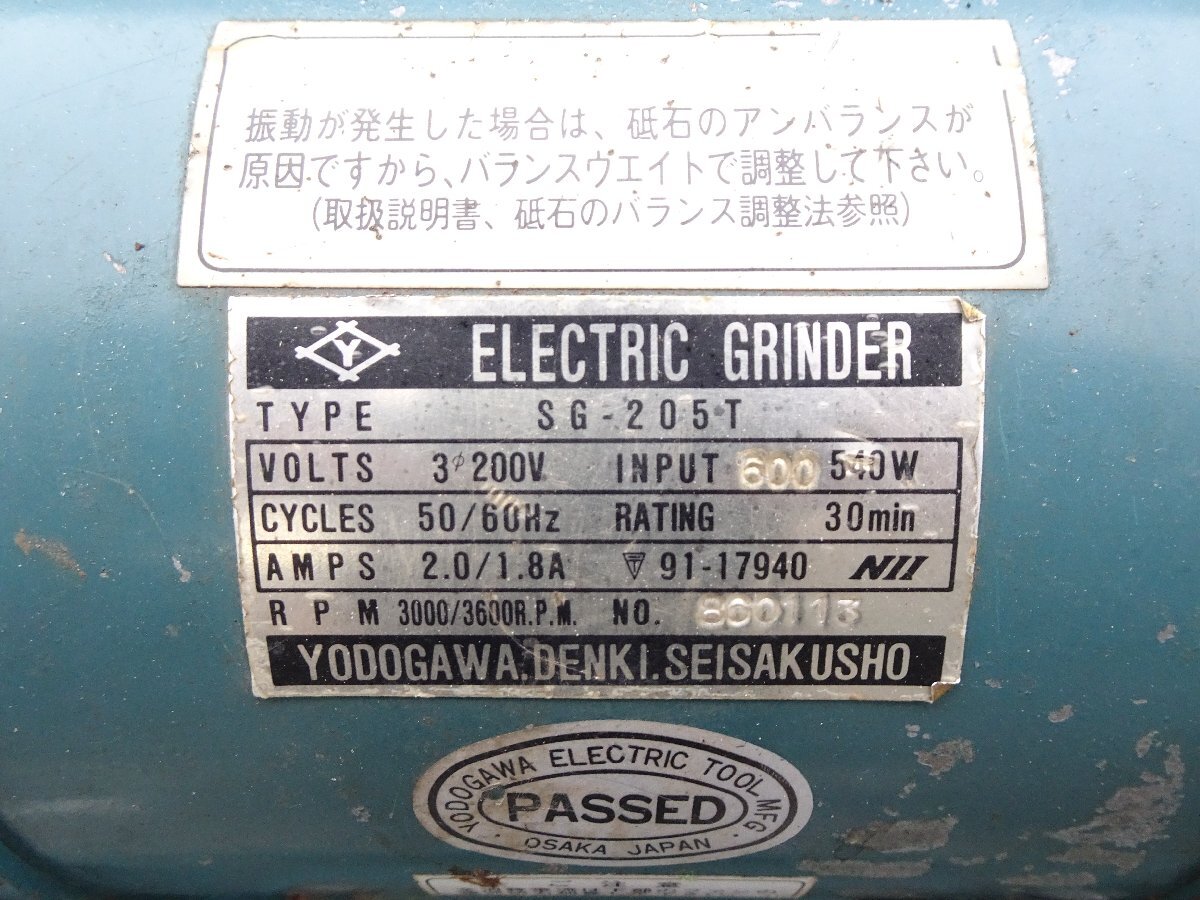 振動が発生した場合は、砥石のアンバランスが
原因ですから、バランスウエイトで調整して下さい。
(取扱説明書、砥石のバランス調整法参照)
Y ELECTRIC GRINDER
TYPE SG-205T
VOLTS 3φ200V INPUT 600 540W
CYCLES 50/60Hz RATING 30min
AMPS 2.0/1.8A 91-17940
RPM 3000/3600R.P.M. NO. 860113
YODOGAWA.DENKI.SEISAKUSHO
YODOGAWA ELECTRIC TOOL MFG
PASSED
OSAKA JAPAN